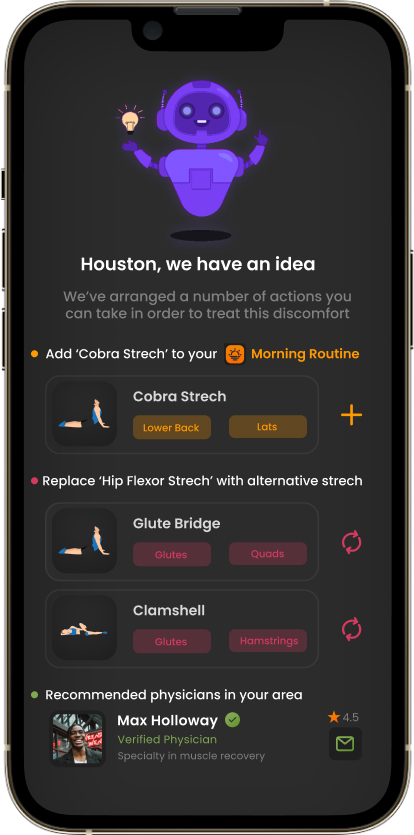 Houston, we have an idea
We've arranged a number of actions you
can take in order to treat this discomfort
Add ‘Cobra Strech’ to your Morning Routine
Cobra Strech
Lower Back Lats
Replace ‘Hip Flexor Strech’ with alternative strech
Glute Bridge
Glutes Quads
Clamshell
Glutes Hamstrings
Recommended physicians in your area
Max Holloway 4.5
Verified Physician
Specialty in muscle recovery